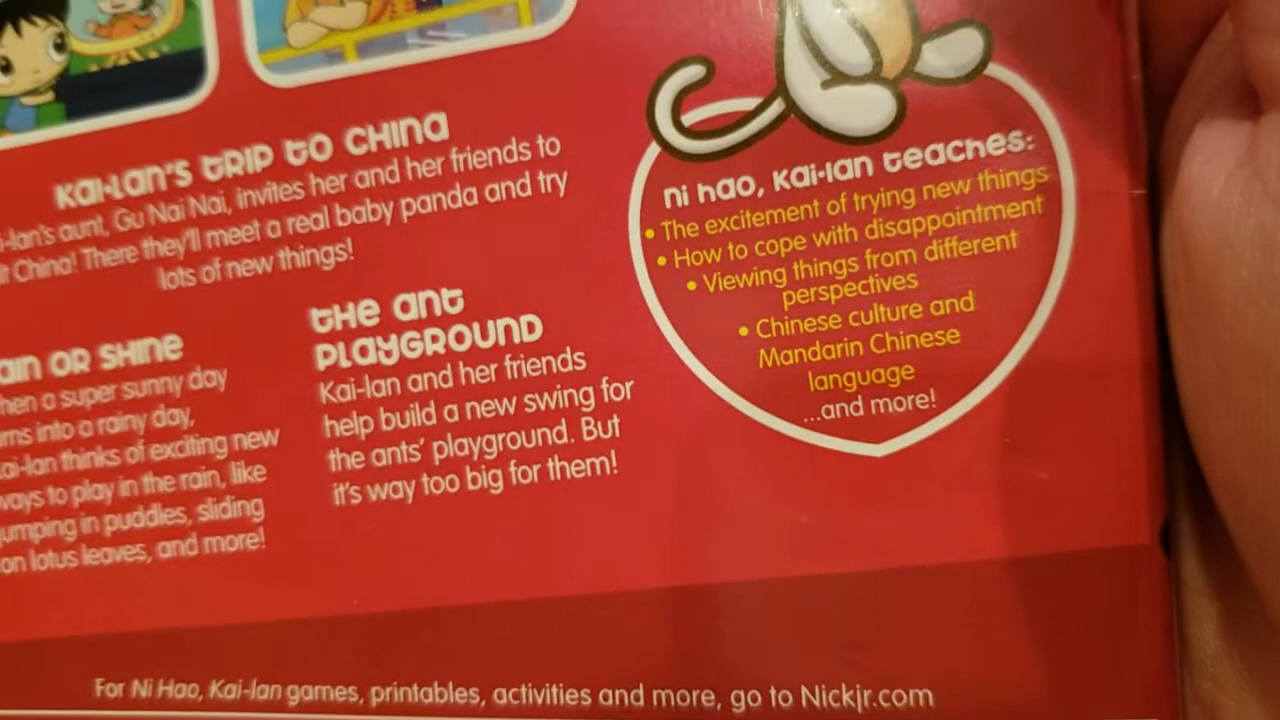 Kai-lan's trip to China
i-lan's aunt, Gu Nai Nai, invites her and her friends to
it China! There they'll meet a real baby panda and try
lots of new things!
ain or Shine
hen a super sunny day
rns into a rainy day,
ai-lan thinks of exciting new
ways to play in the rain, like
umping in puddles, sliding
on lotus leaves, and more!
the ant
playground
Kai-lan and her friends
help build a new swing for
the ants' playground. But
it's way too big for them!
ni hao, Kai-lan teaches:
• The excitement of trying new things
• How to cope with disappointment
• Viewing things from different
perspectives
• Chinese culture and
Mandarin Chinese
language
...and more!
For Ni Hao, Kai-lan games, printables, activities and more, go to Nickjr.com